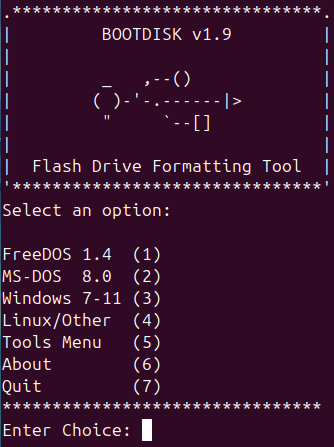 .*******************************.
|         BOOTDISK v1.9         |
|                               |
|         _   ,--()             |
|        ( )-'-.------|>        |
|         "     `--[]           |
|                               |
|  Flash Drive Formatting Tool  |
'*******************************'
Select an option:

FreeDOS 1.4  (1)
MS-DOS  8.0  (2)
Windows 7-11 (3)
Linux/Other  (4)
Tools Menu   (5)
About        (6)
Quit         (7)
*********************************
Enter Choice: